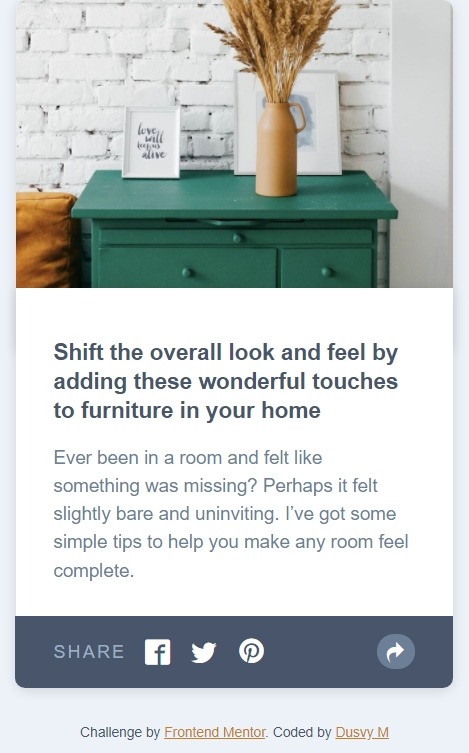 love
will
keep us
alive
Shift the overall look and feel by
adding these wonderful touches
to furniture in your home
Ever been in a room and felt like
something was missing? Perhaps it felt
slightly bare and uninviting. I’ve got some
simple tips to help you make any room feel
complete.
SHARE
Challenge by Frontend Mentor. Coded by Dusvy M